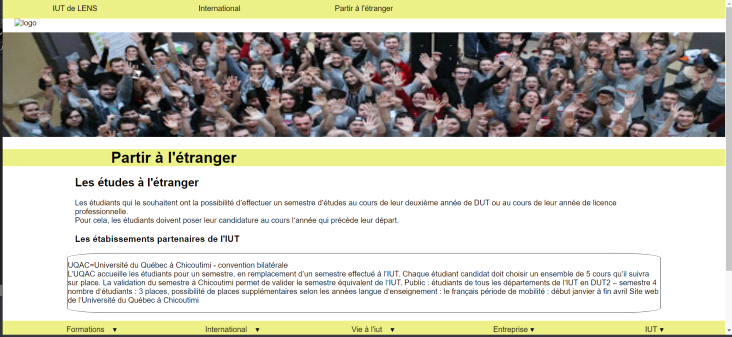 IUT de LENS International Partir à l'étranger
logo
Partir à l'étranger
Les études à l'étranger
Les étudiants qui le souhaitent ont la possibilité d'effectuer un semestre d'études au cours de leur deuxième année de DUT ou au cours de leur année de licence
professionnelle.
Pour cela, les étudiants doivent poser leur candidature au cours l'année qui précède leur départ.
Les étabissements partenaires de l'IUT
UQAC=Université du Québec à Chicoutimi - convention bilatérale
L'UQAC accueille les étudiants pour un semestre, en remplacement d'un semestre effectué à l'IUT. Chaque étudiant candidat doit choisir un ensemble de 5 cours qu'il suivra
sur place. La validation du semestre à Chicoutimi permet de valider le semestre équivalent de l'IUT. Public : étudiants de tous les départements de l'IUT en DUT2 – semestre 4
nombre d'étudiants : 3 places, possibilité de places supplémentaires selon les années langue d'enseignement : le français période de mobilité : début janvier à fin avril Site web
de l'Université du Québec à Chicoutimi
Formations ▾ International ▾ Vie à l'iut ▾ Entreprise ▾ IUT ▾